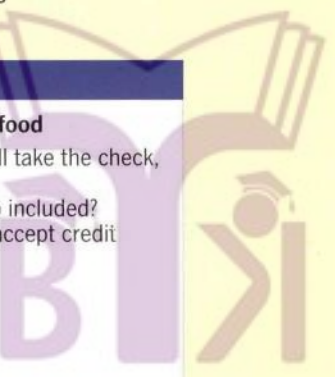 food
ll take the check,
included?
accept credit